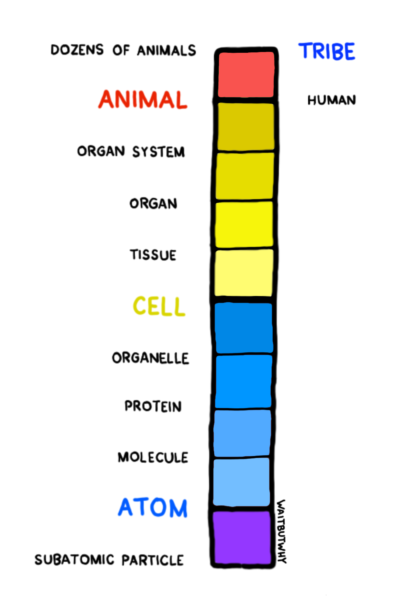 DOZENS OF ANIMALS
TRIBE
ANIMAL
HUMAN
ORGAN SYSTEM
ORGAN
TISSUE
CELL
ORGANELLE
PROTEIN
MOLECULE
ATOM
WAITBUTWHY
SUBATOMIC PARTICLE